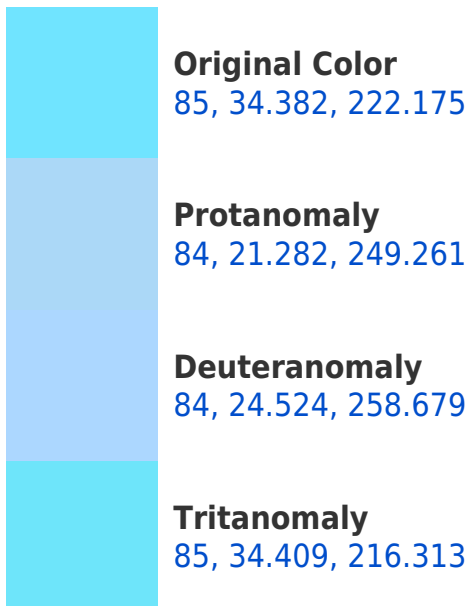 Original Color
85, 34.382, 222.175
Protanomaly
84, 21.282, 249.261
Deuteranomaly
84, 24.524, 258.679
Tritanomaly
85, 34.409, 216.313